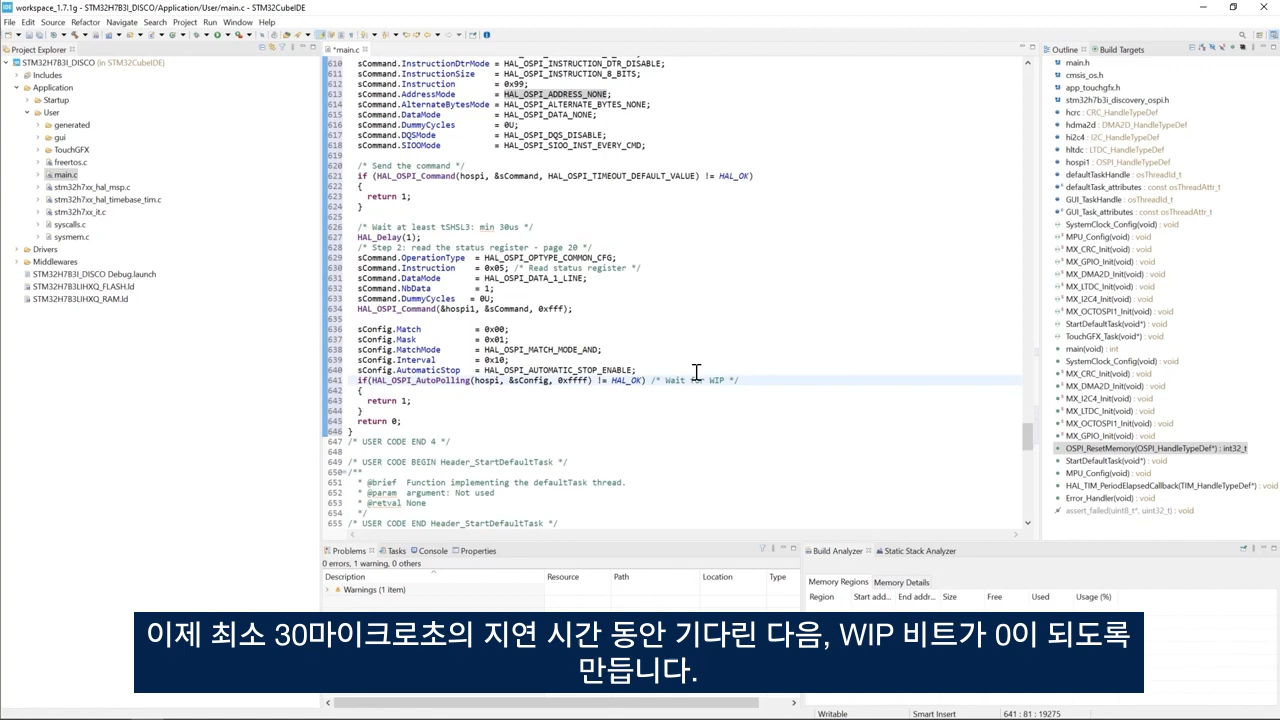 workspace_1.7.1g - STM32H7B3I_DISCO/Application/User/main.c - STM32CubeIDE
File Edit Source Refactor Navigate Search Project Run Window Help
Project Explorer
STM32H7B3I_DISCO (in STM32CubeIDE)
Includes
Application
Startup
User
generated
gui
TouchGFX
freertos.c
main.c
stm32h7xx_hal_msp.c
stm32h7xx_hal_timebase_tim.c
stm32h7xx_it.c
syscalls.c
sysmem.c
Drivers
Middlewares
STM32H7B3I_DISCO Debug.launch
STM32H7B3LIHXQ_FLASH.ld
STM32H7B3LIHXQ_RAM.ld
*main.c
610 sCommand.InstructionDtrMode = HAL_OSPI_INSTRUCTION_DTR_DISABLE;
611 sCommand.InstructionSize = HAL_OSPI_INSTRUCTION_8_BITS;
612 sCommand.Instruction = 0x99;
613 sCommand.AddressMode = HAL_OSPI_ADDRESS_NONE;
614 sCommand.AlternateBytesMode = HAL_OSPI_ALTERNATE_BYTES_NONE;
615 sCommand.DataMode = HAL_OSPI_DATA_NONE;
616 sCommand.DummyCycles = 0U;
617 sCommand.DQSMode = HAL_OSPI_DQS_DISABLE;
618 sCommand.SIOOMode = HAL_OSPI_SIOO_INST_EVERY_CMD;
619
620 /* Send the command */
621 if (HAL_OSPI_Command(hospi, &sCommand, HAL_OSPI_TIMEOUT_DEFAULT_VALUE) != HAL_OK)
622 {
623 return 1;
624 }
625
626 /* Wait at least tSHSL3: min 30us */
627 HAL_Delay(1);
628 /* Step 2: read the status register - page 20 */
629 sCommand.OperationType = HAL_OSPI_OPTYPE_COMMON_CFG;
630 sCommand.Instruction = 0x05; /* Read status register */
631 sCommand.DataMode = HAL_OSPI_DATA_1_LINE;
632 sCommand.NbData = 1;
633 sCommand.DummyCycles = 0U;
634 HAL_OSPI_Command(&hospi1, &sCommand, 0xfff);
635
636 sConfig.Match = 0x00;
637 sConfig.Mask = 0x01;
638 sConfig.MatchMode = HAL_OSPI_MATCH_MODE_AND;
639 sConfig.Interval = 0x10;
640 sConfig.AutomaticStop = HAL_OSPI_AUTOMATIC_STOP_ENABLE;
641 if(HAL_OSPI_AutoPolling(hospi, &sConfig, 0xffff) != HAL_OK) /* Wait for WIP */
642 {
643 return 1;
644 }
645 return 0;
646 }
647 /* USER CODE END 4 */
648
649 /* USER CODE BEGIN Header_StartDefaultTask */
650 /**
651 * @brief Function implementing the defaultTask thread.
652 * @param argument: Not used
653 * @retval None
654 */
655 /* USER CODE END Header_StartDefaultTask */
Outline Build Targets
main.h
cmsis_os.h
app_touchgfx.h
stm32h7b3i_discovery_ospi.h
hcrc : CRC_HandleTypeDef
hdma2d : DMA2D_HandleTypeDef
hi2c4 : I2C_HandleTypeDef
hltdc : LTDC_HandleTypeDef
hospi1 : OSPI_HandleTypeDef
defaultTaskHandle : osThreadId_t
defaultTask_attributes : const osThreadAttr_t
GUI_TaskHandle : osThreadId_t
GUI_Task_attributes : const osThreadAttr_t
SystemClock_Config(void) : void
MPU_Config(void) : void
MX_CRC_Init(void) : void
MX_GPIO_Init(void) : void
MX_DMA2D_Init(void) : void
MX_LTDC_Init(void) : void
MX_I2C4_Init(void) : void
MX_OCTOSPI1_Init(void) : void
StartDefaultTask(void*) : void
TouchGFX_Task(void*) : void
main(void) : int
SystemClock_Config(void) : void
MX_CRC_Init(void) : void
MX_DMA2D_Init(void) : void
MX_I2C4_Init(void) : void
MX_LTDC_Init(void) : void
MX_OCTOSPI1_Init(void) : void
MX_GPIO_Init(void) : void
OSPI_ResetMemory(OSPI_HandleTypeDef*) : int32_t
StartDefaultTask(void*) : void
MPU_Config(void) : void
HAL_TIM_PeriodElapsedCallback(TIM_HandleTypeDef*) : void
Error_Handler(void) : void
assert_failed(uint8_t*, uint32_t) : void
Problems Tasks Console Properties
0 errors, 1 warning, 0 others
Description Resource Path Location Type
Warnings (1 item)
Build Analyzer Static Stack Analyzer
Memory Regions Memory Details
Region Start add... End addr... Size Free Used Usage (%)
이제 최소 30마이크로초의 지연 시간 동안 기다린 다음, WIP 비트가 0이 되도록
만듭니다.
Writable Smart Insert 641 : 81 : 19275